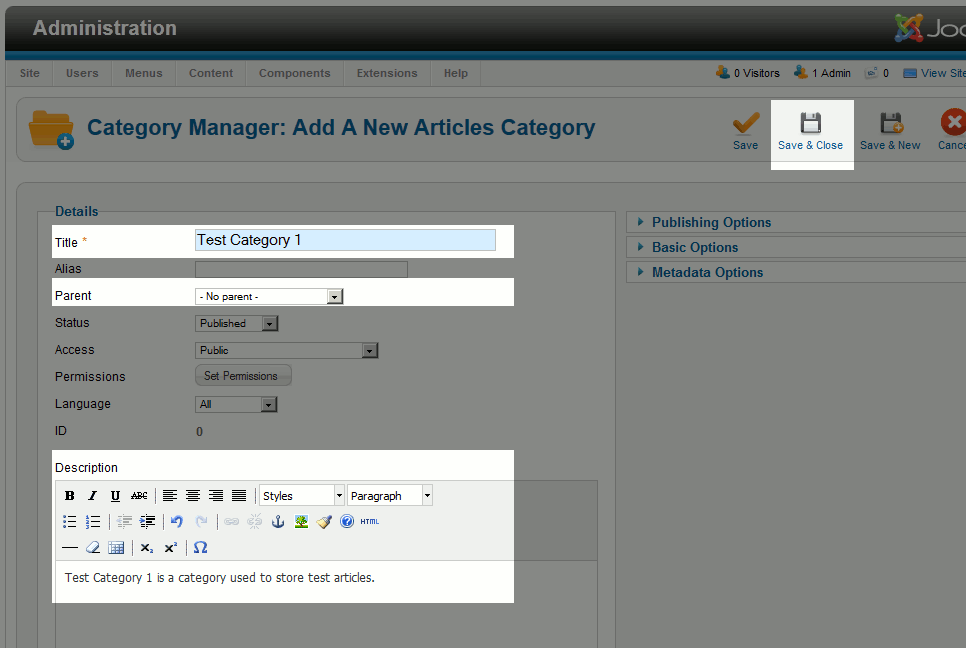 Administration
Joo
Site Users Menus Content Components Extensions Help
0 Visitors 1 Admin 0 View Site
Category Manager: Add A New Articles Category
Save Save & Close Save & New Cance
Details
Title *
Test Category 1
Alias
Parent
- No parent -
Status
Published
Access
Public
Permissions
Set Permissions
Language
All
ID
0
Description
B I U ABC Styles Paragraph
HTML
X₂ X² Ω
Test Category 1 is a category used to store test articles.
Publishing Options
Basic Options
Metadata Options